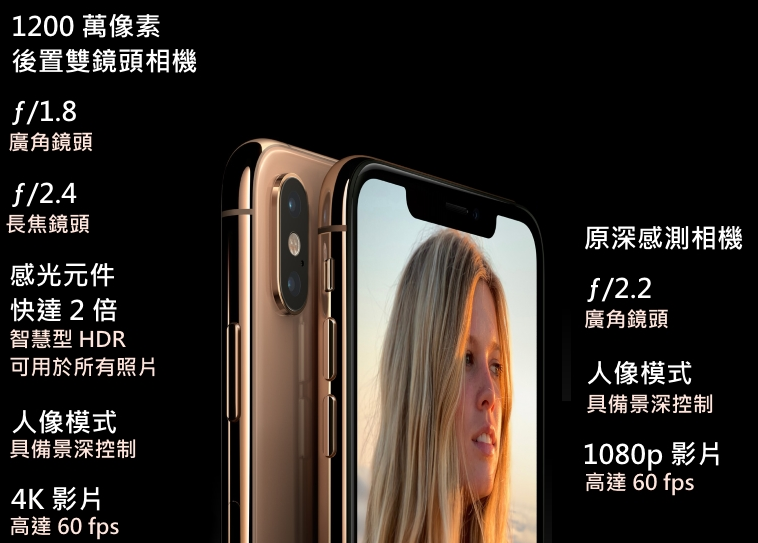 1200 萬像素
後置雙鏡頭相機
ƒ/1.8
廣角鏡頭
ƒ/2.4
長焦鏡頭
感光元件
快達 2 倍
智慧型 HDR
可用於所有照片
人像模式
具備景深控制
4K 影片
高達 60 fps
原深感測相機
ƒ/2.2
廣角鏡頭
人像模式
具備景深控制
1080p 影片
高達 60 fps